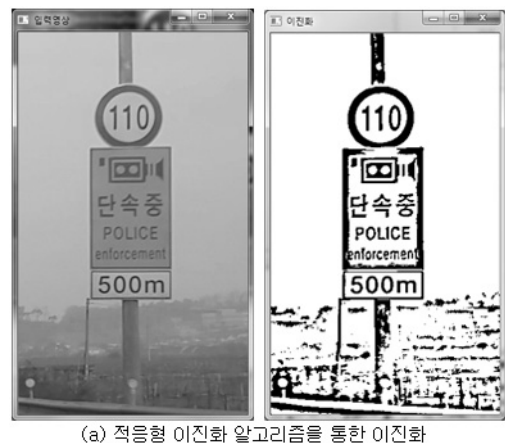 입력영상
이진화
110
단속중
POLICE
enforcement
500m
110
단속중
POLICE
enforcement
500m
(a) 적응형 이진화 알고리즘을 통한 이진화